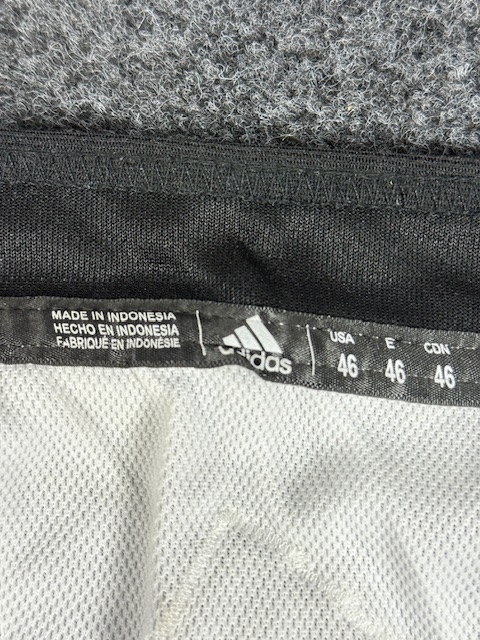 MADE IN INDONESIA
HECHO EN INDONESIA
FABRIQUÉ EN INDONÉSIE
adidas
USA E CDN
46 46 46